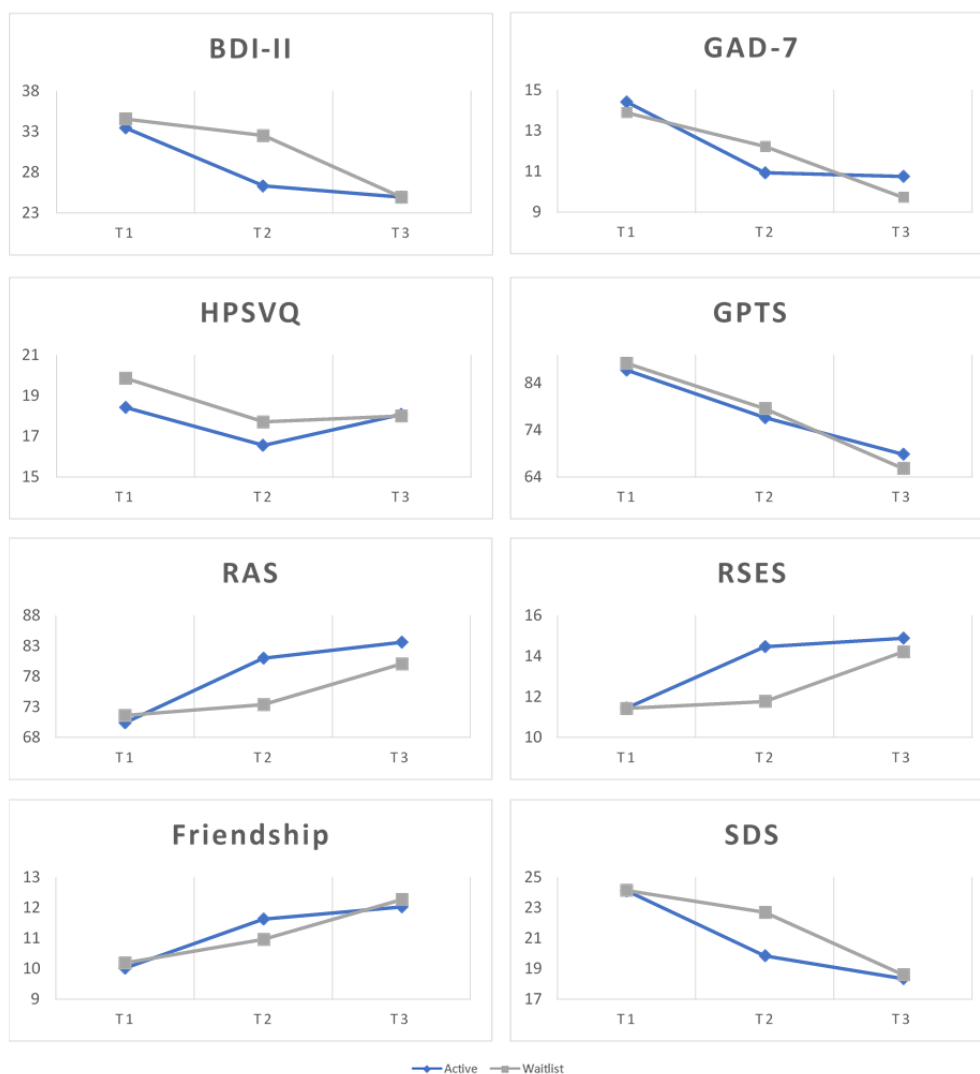 BDI-II
38
33
28
23
T1 T2 T3
GAD-7
15
13
11
9
T1 T2 T3
HPSVQ
21
19
17
15
T1 T2 T3
GPTS
84
74
64
T1 T2 T3
RAS
88
83
78
73
68
T1 T2 T3
RSES
16
14
12
10
T1 T2 T3
Friendship
13
12
11
10
9
T1 T2 T3
SDS
25
23
21
19
17
T1 T2 T3
Active Waitlist